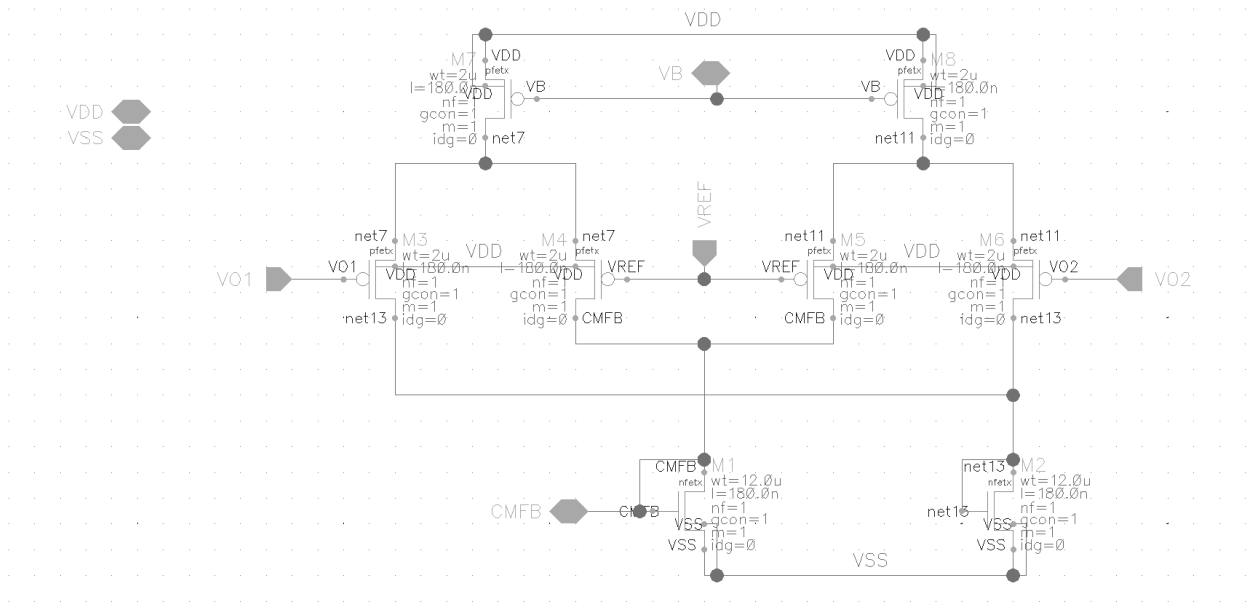 VDD
M7
VDD
pfetx
wt=2u
l=180.0n
VDD
nf=1
gcon=1
m=1
idg=0
net7
VB
VB
VB
VDD
M8
pfetx
wt=2u
l=180.0n
VDD
nf=1
gcon=1
m=1
idg=0
net11
VDD
VSS
VREF
net7
M3
pfetx
wt=2u
l=180.0n
VDD
nf=1
gcon=1
m=1
idg=0
net13
VO1
VO1
VDD
M4
net7
pfetx
wt=2u
l=180.0n
VDD
nf=1
gcon=1
m=1
idg=0
CMFB
VREF
VREF
net11
M5
pfetx
wt=2u
l=180.0n
VDD
nf=1
gcon=1
m=1
idg=0
CMFB
VDD
M6
net11
pfetx
wt=2u
l=180.0n
VDD
nf=1
gcon=1
m=1
idg=0
net13
VO2
VO2
CMFB
M1
nfetx
wt=12.0u
l=180.0n
nf=1
gcon=1
m=1
idg=0
CMFB
CMFB
VSS
VSS
VSS
net13
M2
nfetx
wt=12.0u
l=180.0n
nf=1
gcon=1
m=1
idg=0
net13
VSS
VSS